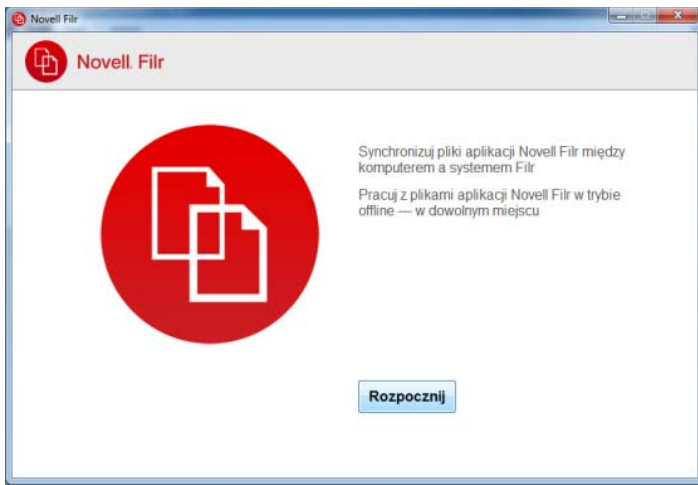 Novell Filr
Novell. Filr
Synchronizuj pliki aplikacji Novell Filr między
komputerem a systemem Filr
Pracuj z plikami aplikacji Novell Filr w trybie
offline — w dowolnym miejscu
Rozpocznij